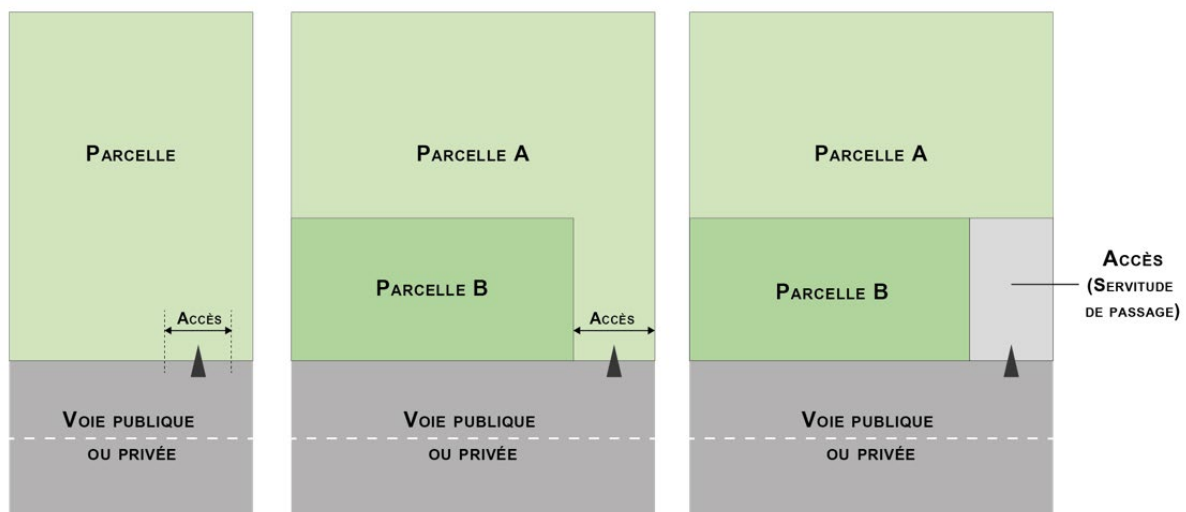 Parcelle
Accès
Voie publique
ou privée
Parcelle A
Parcelle B
Accès
Voie publique
ou privée
Parcelle A
Parcelle B
Accès
(Servitude
de passage)
Voie publique
ou privée